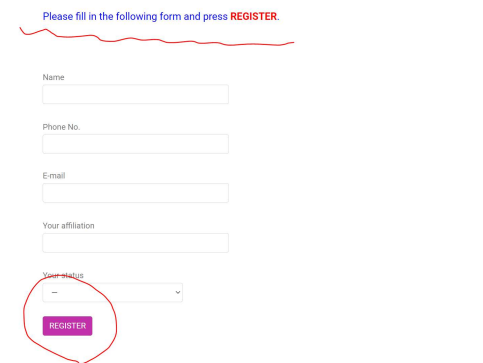 Please fill in the following form and press REGISTER.
Name
Phone No.
E-mail
Your affiliation
Your status
---
REGISTER